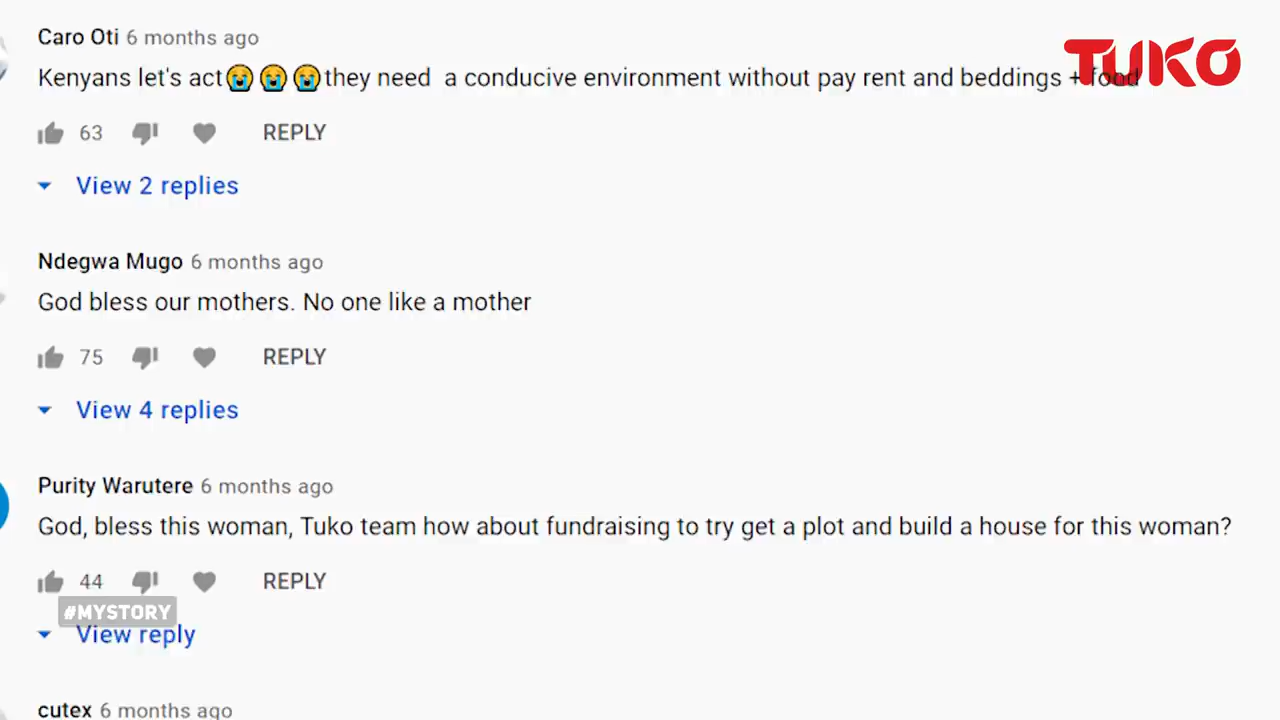 Caro Oti 6 months ago
TUKO
Kenyans let's act😭😭😭they need a conducive environment without pay rent and beddings + food
63 REPLY
View 2 replies
Ndegwa Mugo 6 months ago
God bless our mothers. No one like a mother
75 REPLY
View 4 replies
Purity Warutere 6 months ago
God, bless this woman, Tuko team how about fundraising to try get a plot and build a house for this woman?
44 REPLY
#MYSTORY
View reply
cutex 6 months ago